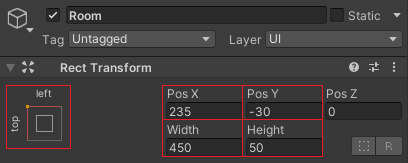 Room
Static
Tag Untagged Layer UI
Rect Transform
left
top
Pos X Pos Y Pos Z
235 -30 0
Width Height
450 50
R